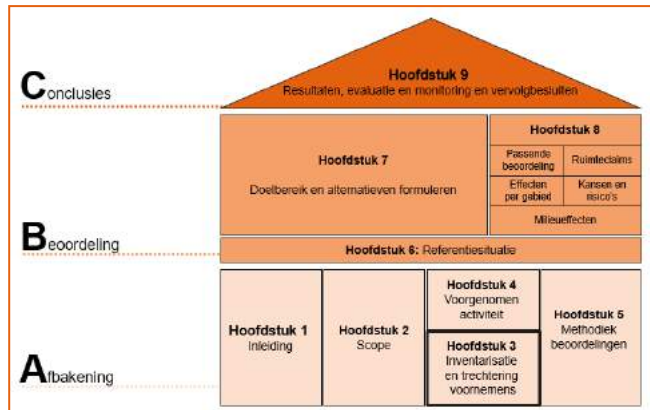 Conclusies
Hoofdstuk 9
Resultaten, evaluatie en monitoring en vervolgbesluiten
Beoordeling
Hoofdstuk 7
Doelbereik en alternatieven formuleren
Hoofdstuk 8
Passende
beoordeling
Ruimteclaims
Effecten
per gebied
Kansen en
risico's
Milieueffecten
Hoofdstuk 6: Referentiesituatie
Afbakening
Hoofdstuk 1
Inleiding
Hoofdstuk 2
Scope
Hoofdstuk 4
Voorgenomen
activiteit
Hoofdstuk 3
Inventarisatie
en trechtering
voornemens
Hoofdstuk 5
Methodiek
beoordelingen